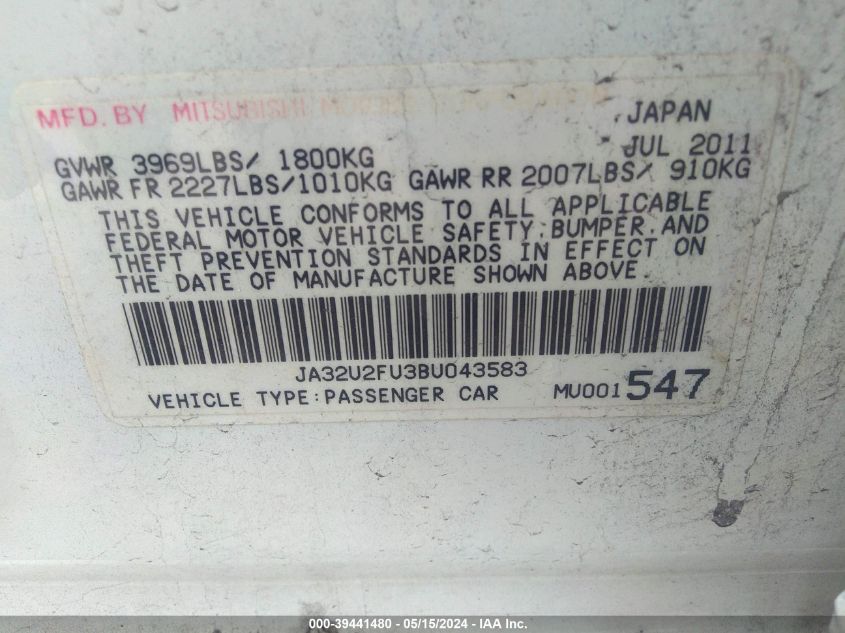 MFD. BY MITSUBISHI MOTORS CORPORATION JAPAN
JUL 2011
GVWR 3969LBS/ 1800KG
GAWR FR 2227LBS/1010KG GAWR RR 2007LBS/ 910KG
THIS VEHICLE CONFORMS TO ALL APPLICABLE
FEDERAL MOTOR VEHICLE SAFETY, BUMPER, AND
THEFT PREVENTION STANDARDS IN EFFECT ON
THE DATE OF MANUFACTURE SHOWN ABOVE.
JA32U2FU3BU043583
VEHICLE TYPE:PASSENGER CAR MU001547
000-39441480 - 05/15/2024 - IAA Inc.